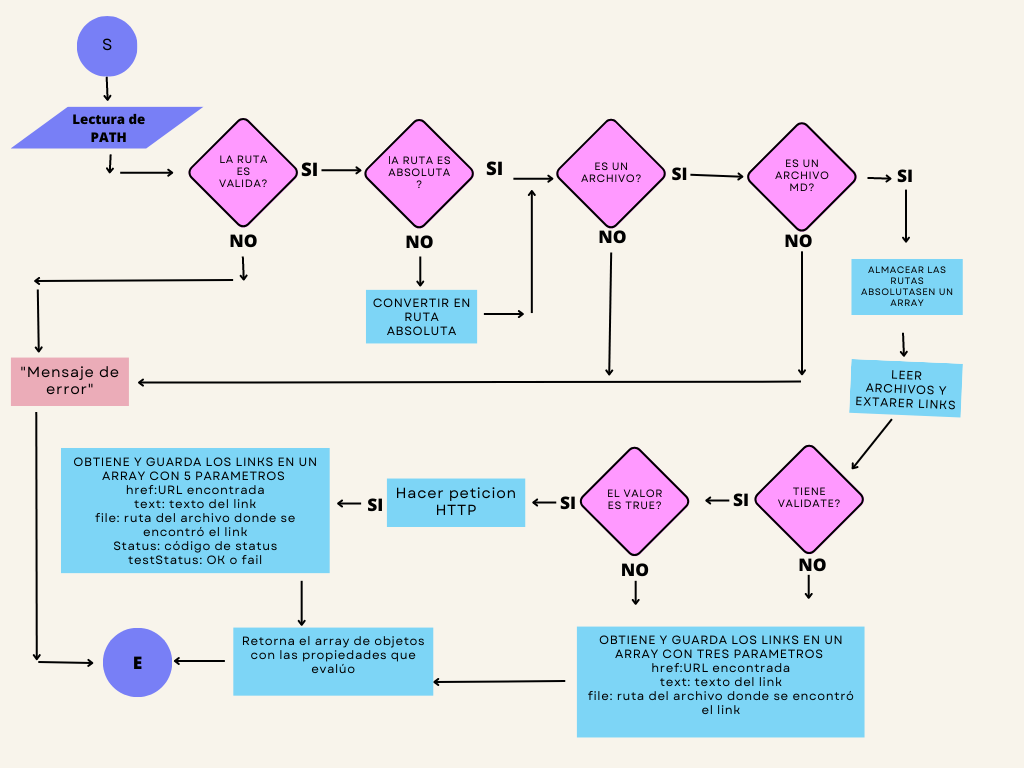 S
Lectura de
PATH
LA RUTA
ES
VALIDA?
SI
lA RUTA ES
ABSOLUTA
?
SI
ES UN
ARCHIVO?
SI
ES UN
ARCHIVO
MD?
SI
NO
NO
NO
NO
CONVERTIR EN
RUTA
ABSOLUTA
ALMACEAR LAS
RUTAS
ABSOLUTASEN UN
ARRAY
"Mensaje de
error"
LEER
ARCHIVOS Y
EXTARER LINKS
OBTIENE Y GUARDA LOS LINKS EN UN
ARRAY CON 5 PARAMETROS
href:URL encontrada
text: texto del link
file: ruta del archivo donde se
encontró el link
Status: código de status
testStatus: OK o fail
SI
Hacer peticion
HTTP
SI
EL VALOR
ES TRUE?
SI
TIENE
VALIDATE?
NO
NO
E
Retorna el array de objetos
con las propiedades que
evalúo
OBTIENE Y GUARDA LOS LINKS EN UN
ARRAY CON TRES PARAMETROS
href:URL encontrada
text: texto del link
file: ruta del archivo donde se encontró
el link